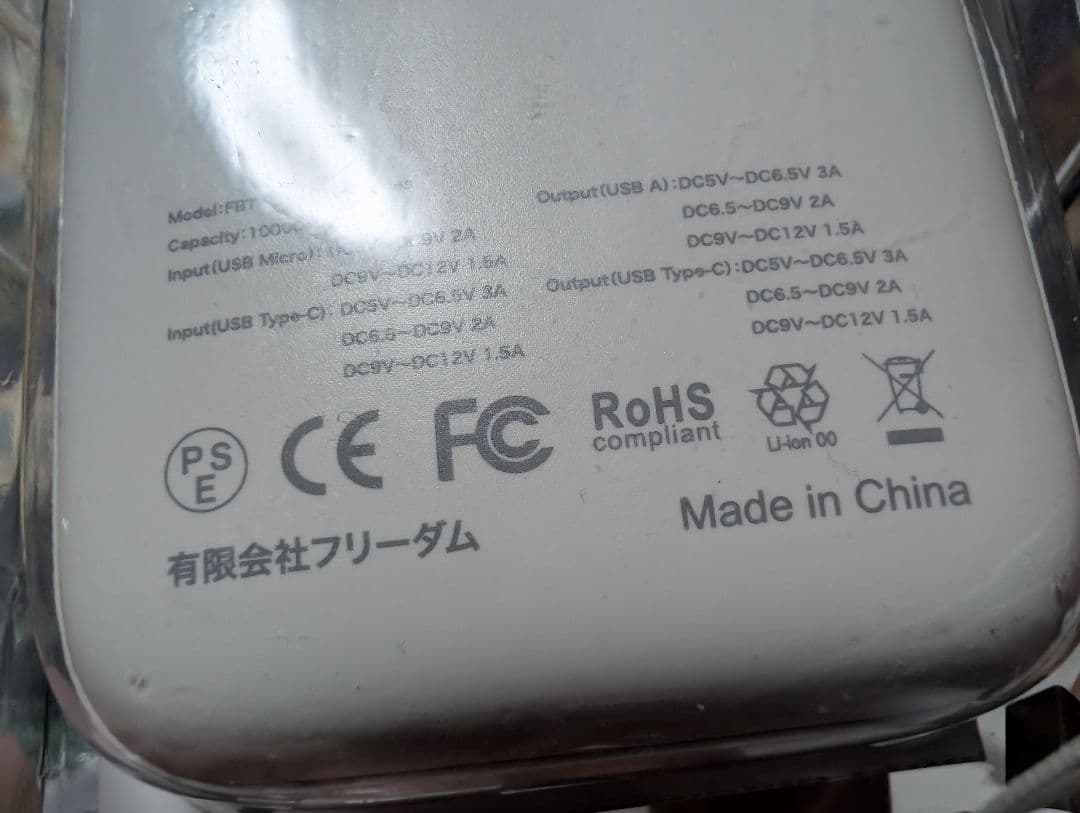 Model:FBT
Capacity:1000
Input(USB Micro): DC9V 2A
DC9V～DC12V 1.5A
Input(USB Type-C): DC5V～DC6.5V 3A
DC6.5～DC9V 2A
DC9V～DC12V 1.5A
Output(USB A):DC5V～DC6.5V 3A
DC6.5～DC9V 2A
DC9V～DC12V 1.5A
Output(USB Type-C):DC5V～DC6.5V 3A
DC6.5～DC9V 2A
DC9V～DC12V 1.5A
PSE
CE
FC
RoHS
compliant
Li-ion 00
有限会社フリーダム
Made in China